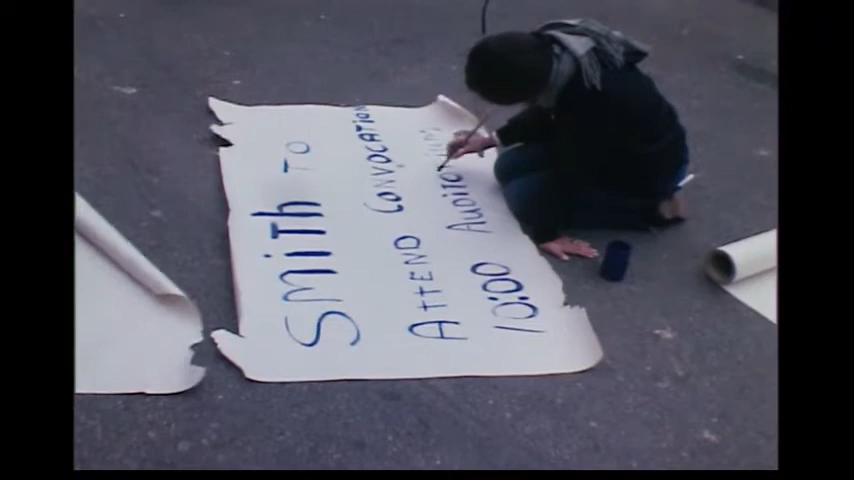 SMiTH TO
ATTEND CONVOCATION
10:00 AUDITORIUM